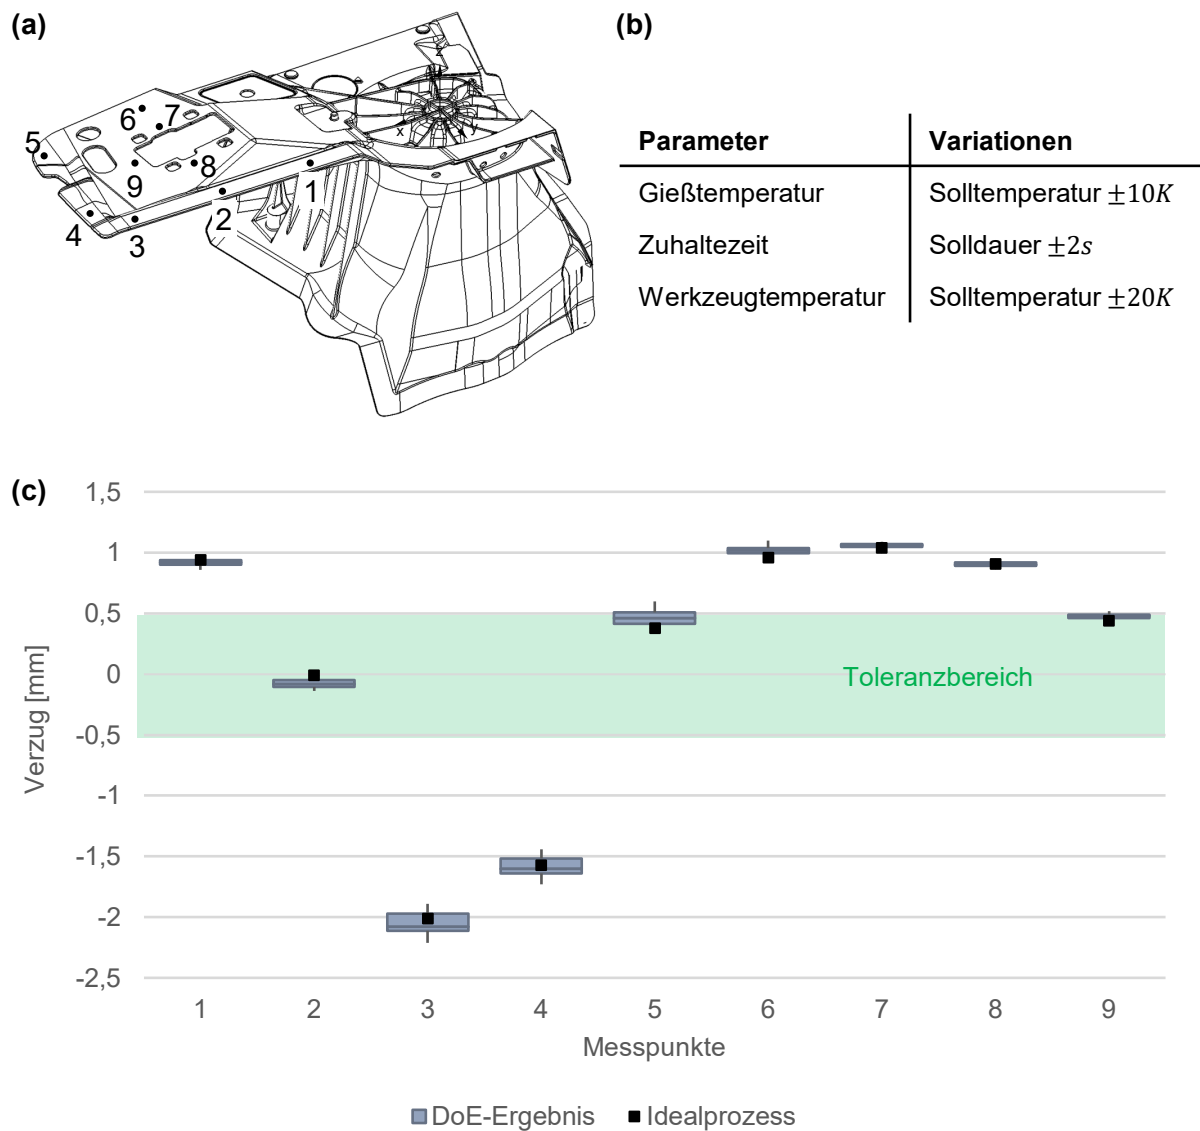 (a)
(b)
z
x
y
1
2
3
4
5
6
7
8
9
Parameter Variationen
Gießtemperatur Solltemperatur ±10K
Zuhaltezeit Solldauer ±2s
Werkzeugtemperatur Solltemperatur ±20K
(c)
Verzug [mm]
1,5
1
0,5
0
-0,5
-1
-1,5
-2
-2,5
Toleranzbereich
1 2 3 4 5 6 7 8 9
Messpunkte
DoE-Ergebnis Idealprozess